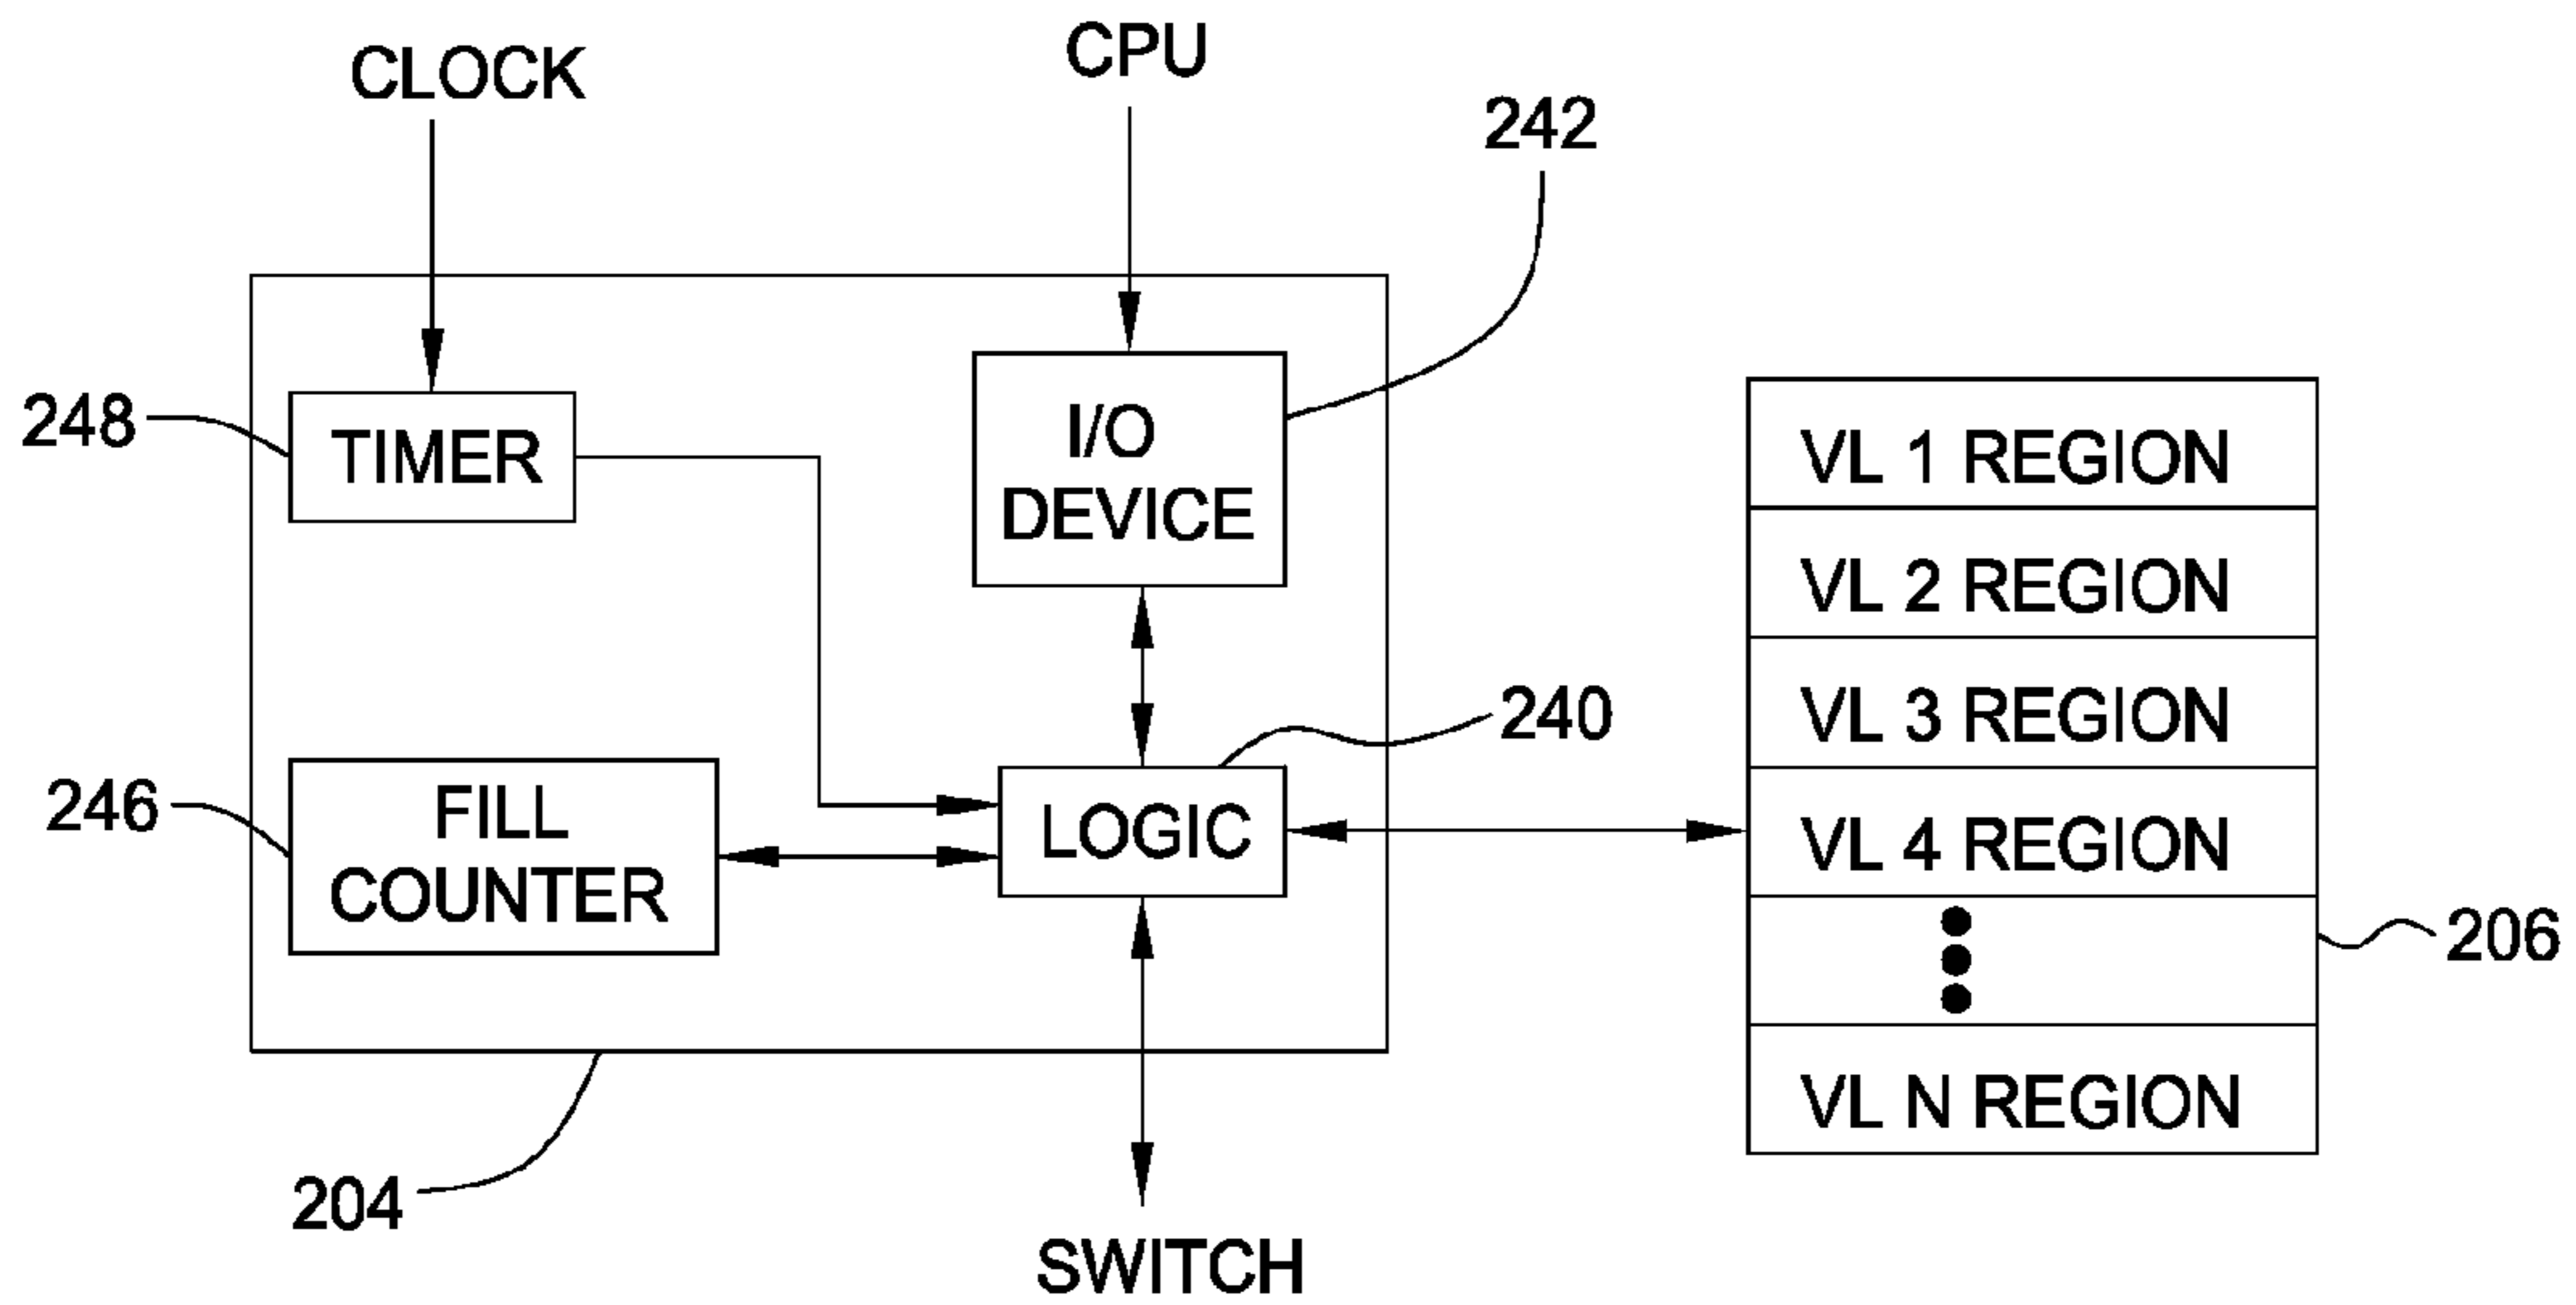 CLOCK
CPU
242
248
TIMER
I/O
DEVICE
VL 1 REGION
VL 2 REGION
VL 3 REGION
240
246
FILL
COUNTER
LOGIC
VL 4 REGION
206
VL N REGION
204
SWITCH